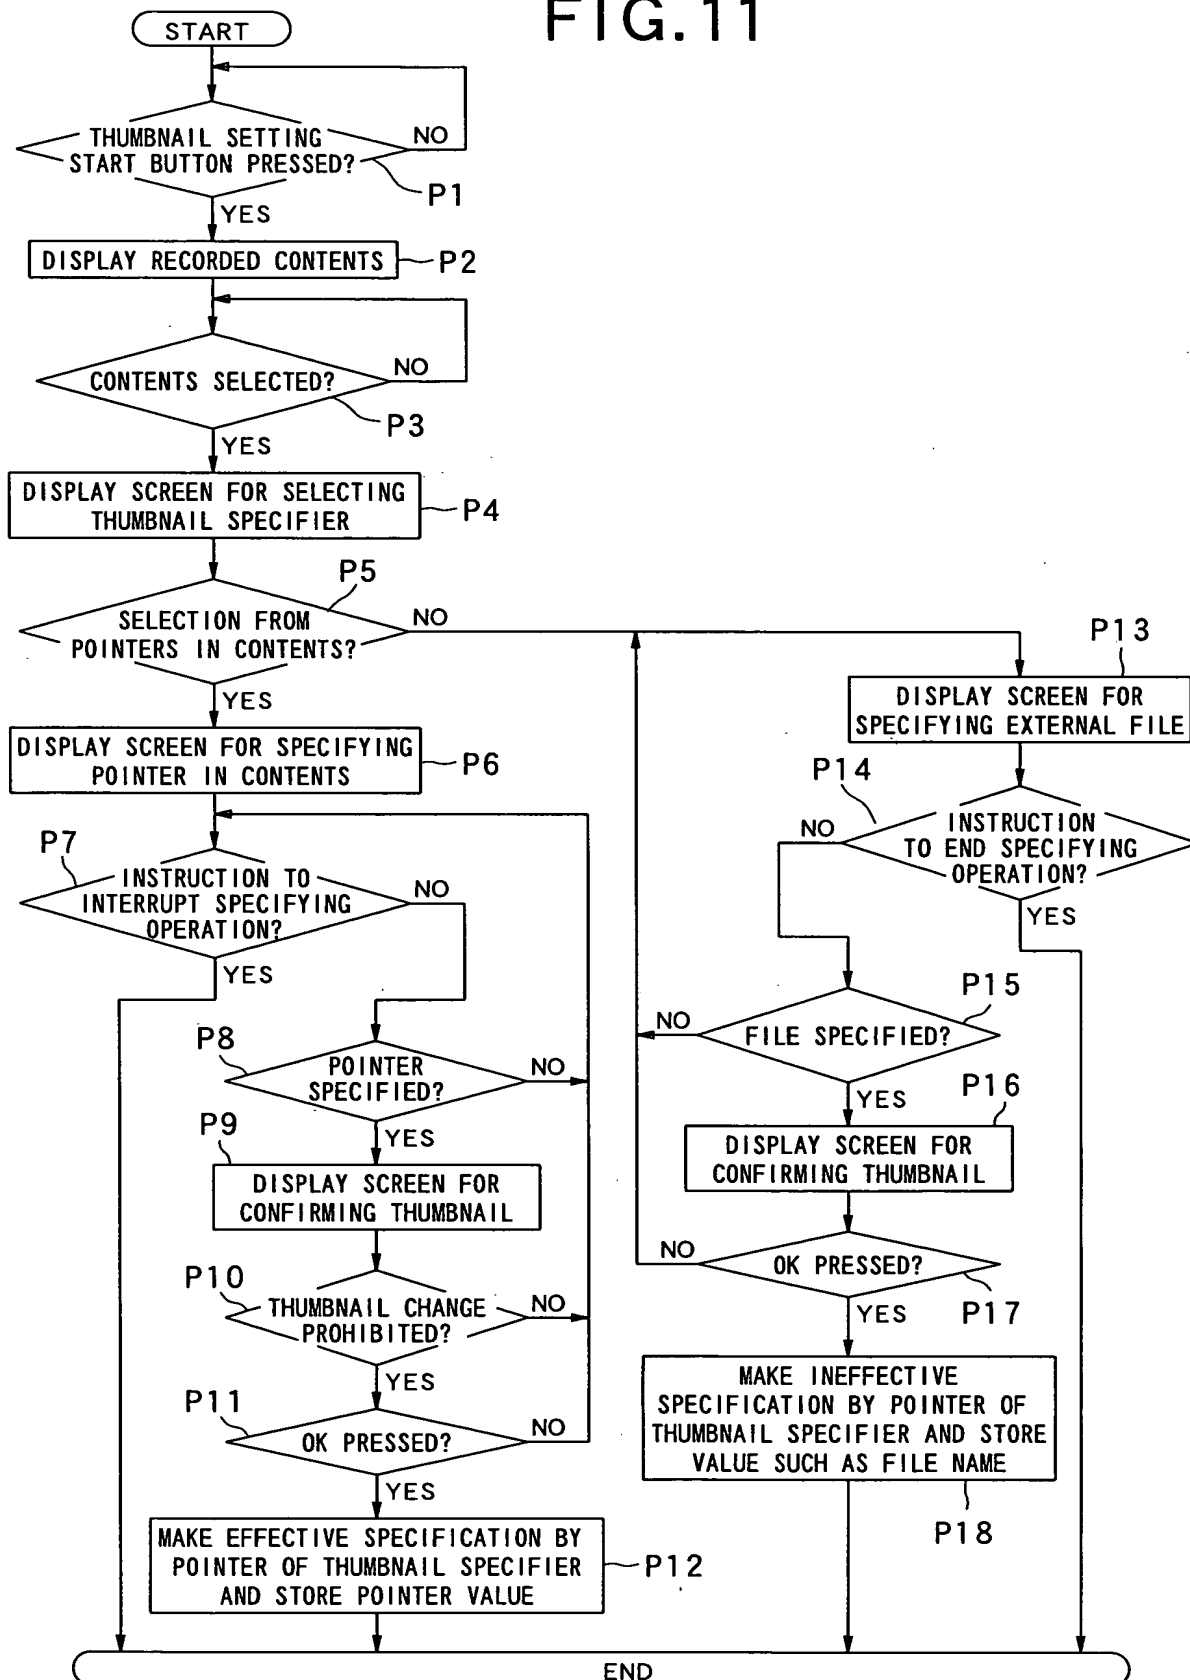 FIG.11
START
THUMBNAIL SETTING
START BUTTON PRESSED?
NO
P1
YES
DISPLAY RECORDED CONTENTS
P2
CONTENTS SELECTED?
NO
P3
YES
DISPLAY SCREEN FOR SELECTING
THUMBNAIL SPECIFIER
P4
P5
SELECTION FROM
POINTERS IN CONTENTS?
NO
YES
DISPLAY SCREEN FOR SPECIFYING
POINTER IN CONTENTS
P6
P7
INSTRUCTION TO
INTERRUPT SPECIFYING
OPERATION?
NO
YES
P8
POINTER
SPECIFIED?
NO
YES
P9
DISPLAY SCREEN FOR
CONFIRMING THUMBNAIL
P10
THUMBNAIL CHANGE
PROHIBITED?
NO
YES
P11
OK PRESSED?
NO
YES
MAKE EFFECTIVE SPECIFICATION BY
POINTER OF THUMBNAIL SPECIFIER
AND STORE POINTER VALUE
P12
P13
DISPLAY SCREEN FOR
SPECIFYING EXTERNAL FILE
P14
INSTRUCTION
TO END SPECIFYING
OPERATION?
NO
YES
P15
FILE SPECIFIED?
NO
YES
P16
DISPLAY SCREEN FOR
CONFIRMING THUMBNAIL
OK PRESSED?
NO
P17
YES
MAKE INEFFECTIVE
SPECIFICATION BY POINTER OF
THUMBNAIL SPECIFIER AND STORE
VALUE SUCH AS FILE NAME
P18
END